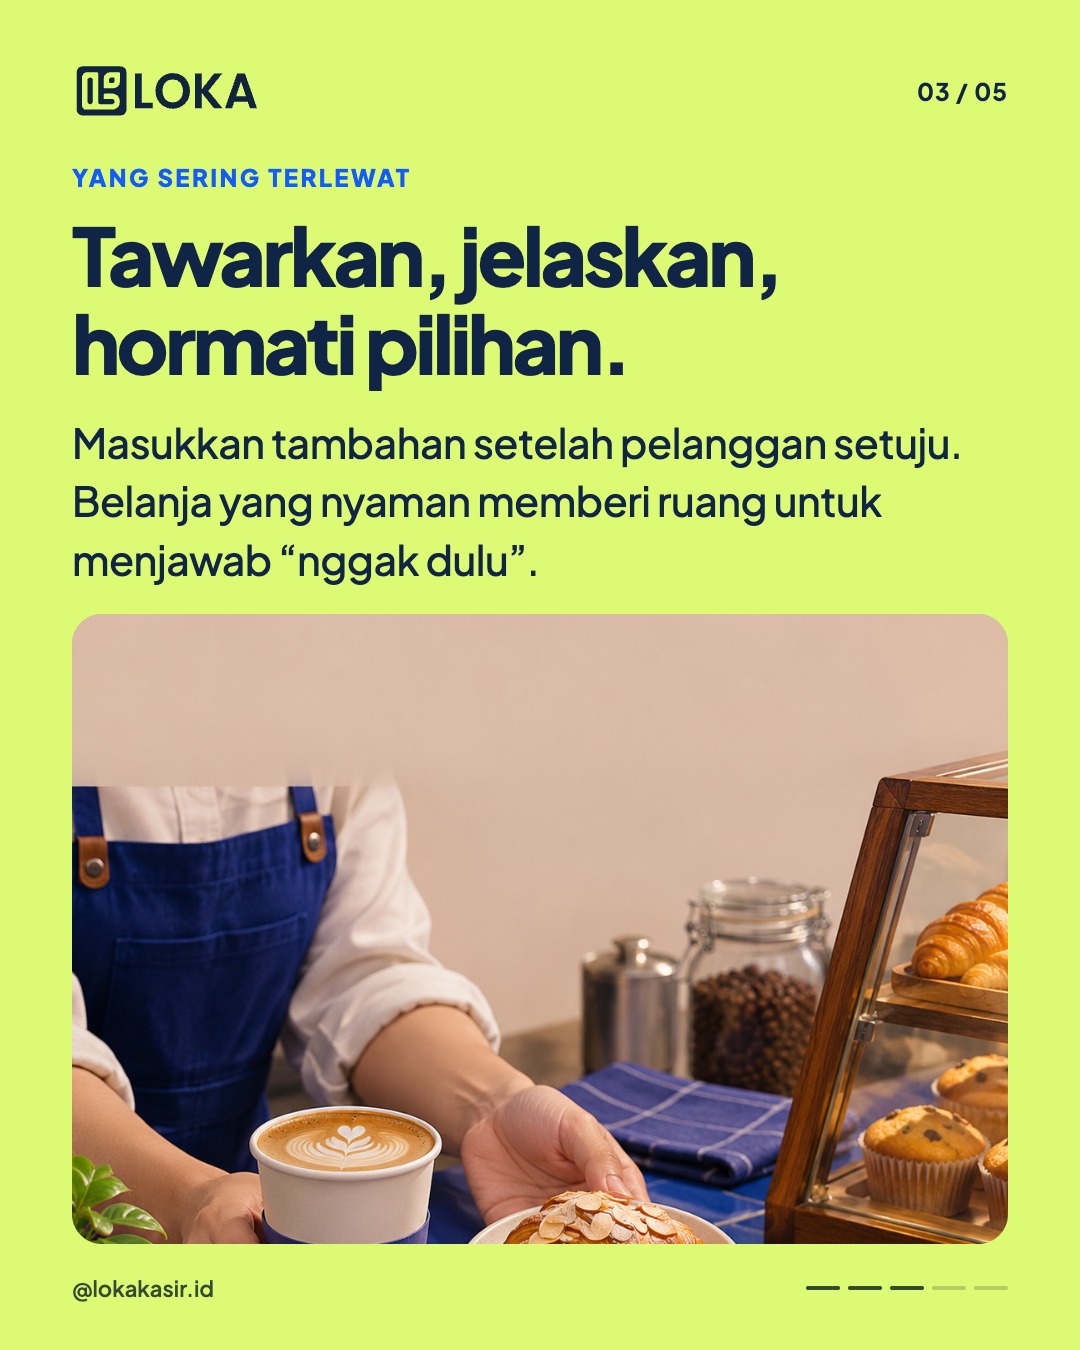 LOKA
03 / 05
YANG SERING TERLEWAT
Tawarkan, jelaskan,
hormati pilihan.
Masukkan tambahan setelah pelanggan setuju.
Belanja yang nyaman memberi ruang untuk
menjawab “nggak dulu”.
@lokakasir.id